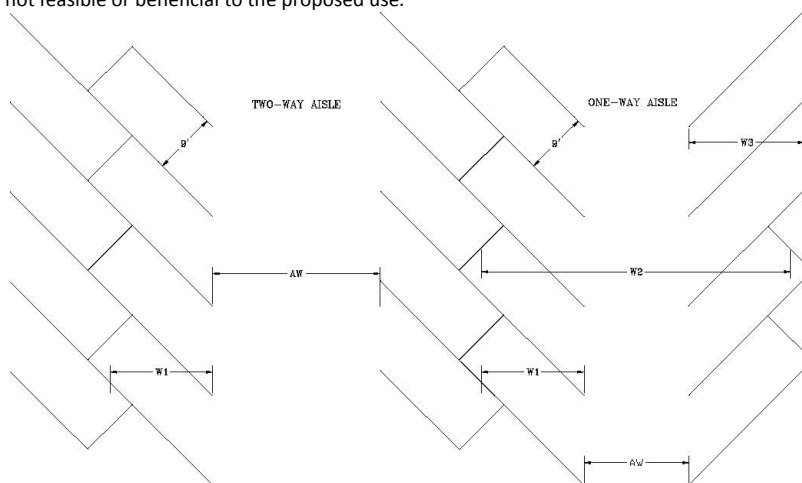 not feasible or beneficial to the proposed use.
TWO-WAY AISLE
ONE-WAY AISLE
9'
9'
W3
AW
W2
W1
W1
AW